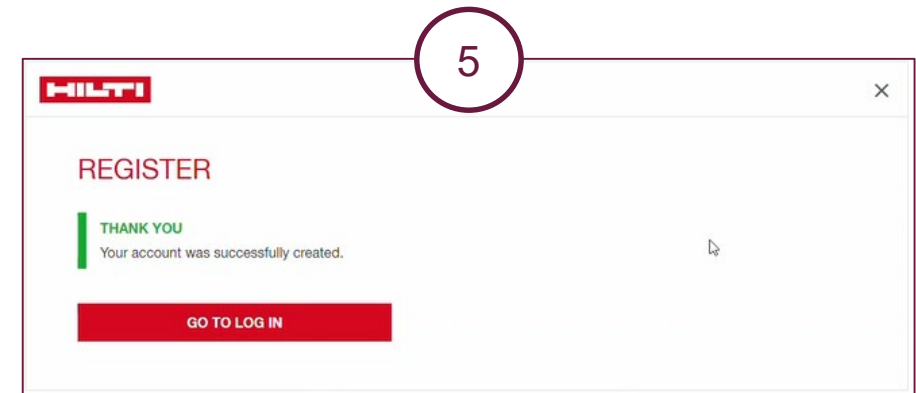 5
HILTI
REGISTER
THANK YOU
Your account was successfully created.
GO TO LOG IN